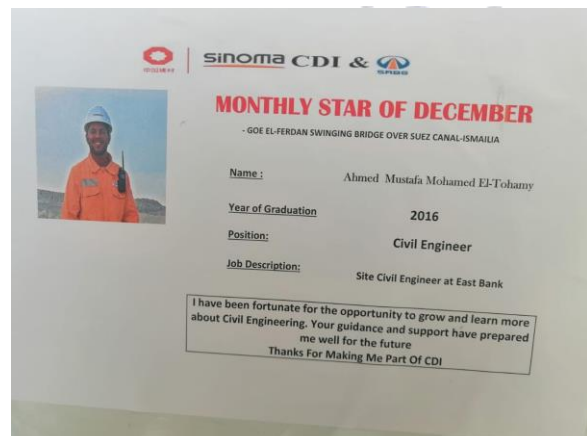 sinoma CDI &
MONTHLY STAR OF DECEMBER
- GOE EL-FERDAN SWINGING BRIDGE OVER SUEZ CANAL-ISMAILIA
Name : Ahmed Mustafa Mohamed El-Tohamy
Year of Graduation 2016
Position: Civil Engineer
Job Description: Site Civil Engineer at East Bank
I have been fortunate for the opportunity to grow and learn more
about Civil Engineering. Your guidance and support have prepared
me well for the future
Thanks For Making Me Part Of CDI